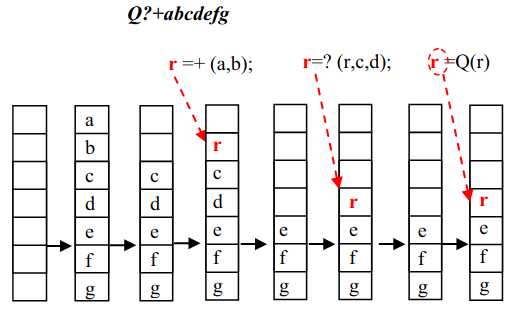 Q?+abcdefg
r =+ (a,b);
r=? (r,c,d);
r =Q(r)
a
b
r
c
c
c
d
d
d
r
r
e
e
e
e
e
e
e
f
f
f
f
f
f
f
g
g
g
g
g
g
g